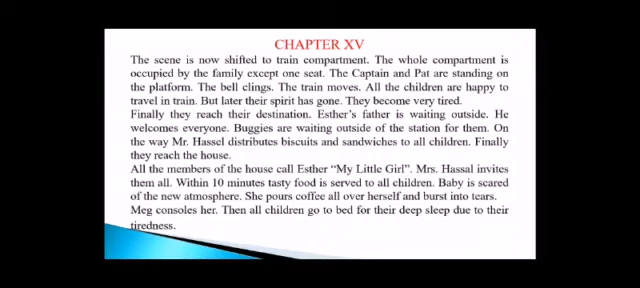 CHAPTER XV
The scene is now shifted to train compartment. The whole compartment is
occupied by the family except one seat. The Captain and Pat are standing on
the platform. The bell clings. The train moves. All the children are happy to
travel in train. But later their spirit has gone. They become very tired.
Finally they reach their destination. Esther's father is waiting outside. He
welcomes everyone. Buggies are waiting outside of the station for them. On
the way Mr. Hassel distributes biscuits and sandwiches to all children. Finally
they reach the house.
All the members of the house call Esther “My Little Girl”. Mrs. Hassal invites
them all. Within 10 minutes tasty food is served to all children. Baby is scared
of the new atmosphere. She pours coffee all over herself and burst into tears.
Meg consoles her. Then all children go to bed for their deep sleep due to their
tiredness.